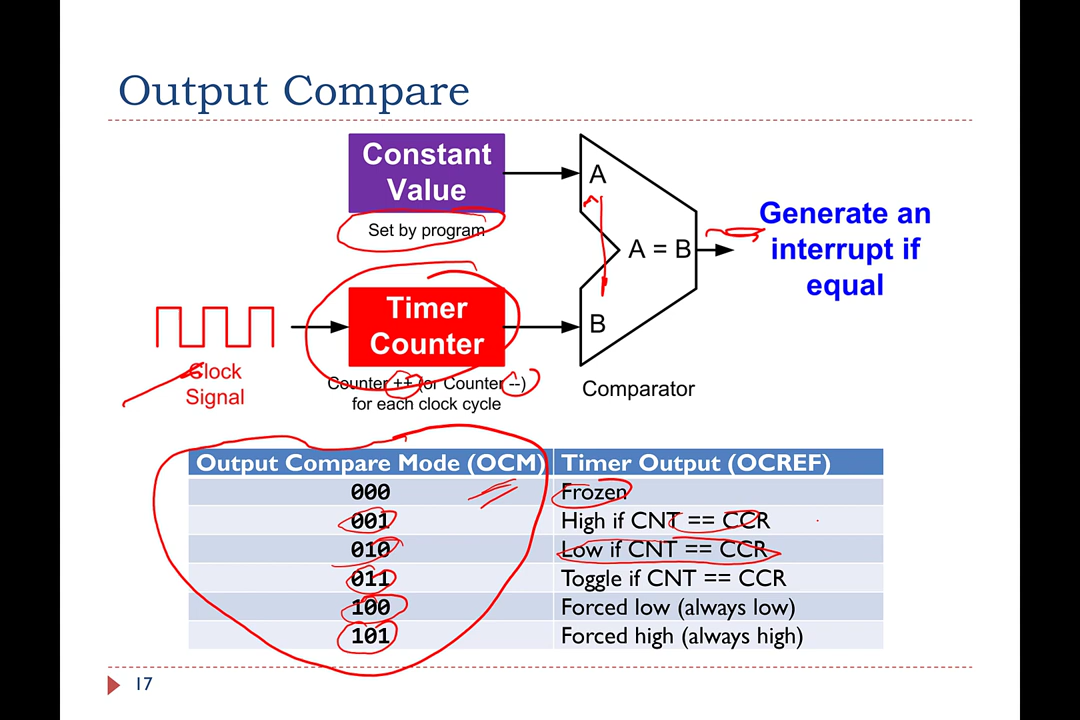 Output Compare
Constant
Value
Set by program
A
A = B
B
Generate an
interrupt if
equal
Timer
Counter
Clock
Signal
Counter ++ (or Counter --)
for each clock cycle
Comparator
Output Compare Mode (OCM) Timer Output (OCREF)
000 Frozen
001 High if CNT == CCR
010 Low if CNT == CCR
011 Toggle if CNT == CCR
100 Forced low (always low)
101 Forced high (always high)
17